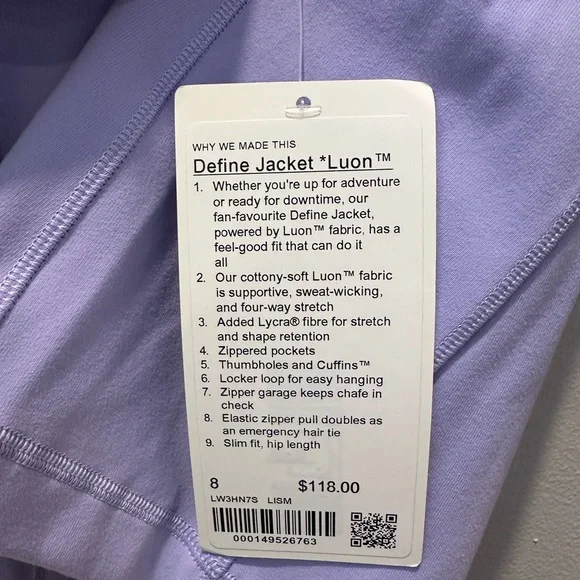 WHY WE MADE THIS
Define Jacket *Luon™
1. Whether you're up for adventure
or ready for downtime, our
fan-favourite Define Jacket,
powered by Luon™ fabric, has a
feel-good fit that can do it
all
2. Our cottony-soft Luon™ fabric
is supportive, sweat-wicking,
and four-way stretch
3. Added Lycra® fibre for stretch
and shape retention
4. Zippered pockets
5. Thumbholes and Cuffins™
6. Locker loop for easy hanging
7. Zipper garage keeps chafe in
check
8. Elastic zipper pull doubles as
an emergency hair tie
9. Slim fit, hip length
8 $118.00
LW3HN7S LISM
000149526763